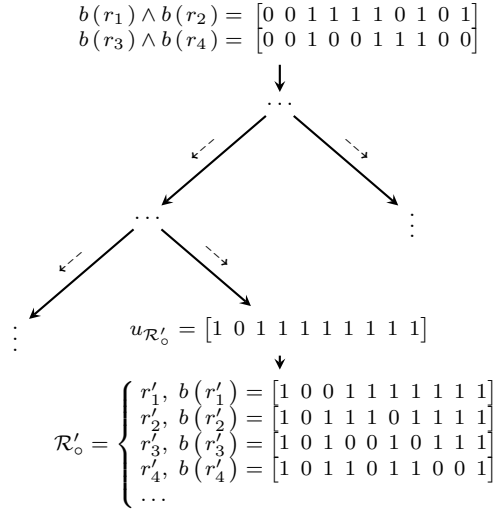 b (r₁) ∧ b (r₂) = [0 0 1 1 1 1 0 1 0 1]
b (r₃) ∧ b (r₄) = [0 0 1 0 0 1 1 1 0 0]
...
...
⋮
⋮
u_{ℛ′∘} = [1 0 1 1 1 1 1 1 1 1]
r′₁, b (r′₁) = [1 0 0 1 1 1 1 1 1 1]
r′₂, b (r′₂) = [1 0 1 1 1 0 1 1 1 1]
ℛ′∘ = { r′₃, b (r′₃) = [1 0 1 0 0 1 0 1 1 1]
r′₄, b (r′₄) = [1 0 1 1 0 1 1 0 0 1]
...